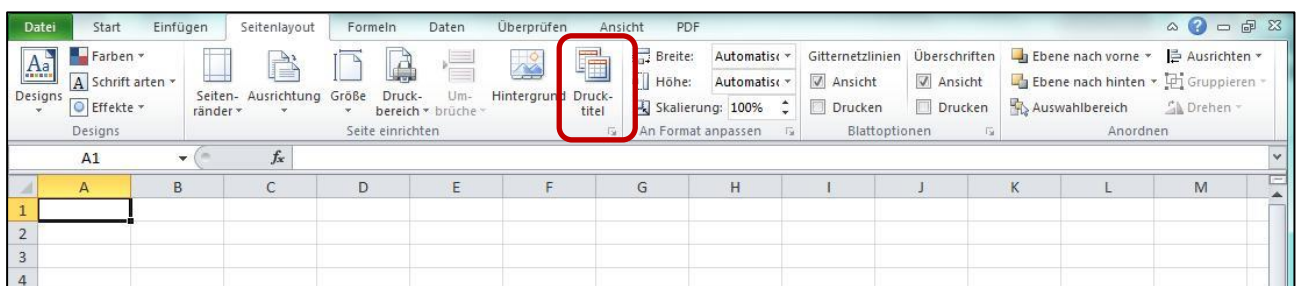 Datei Start Einfügen Seitenlayout Formeln Daten Überprüfen Ansicht PDF
Aa Farben Breite: Automatisc Gitternetzlinien Überschriften Ebene nach vorne Ausrichten
A Schriftarten Höhe: Automatisc Ansicht Ansicht Ebene nach hinten Gruppieren
Designs Effekte Seiten- Ausrichtung Größe Druck- Um- Hintergrund Druck- Skalierung: 100% Drucken Drucken Auswahlbereich Drehen
ränder bereich brüche titel
Designs Seite einrichten An Format anpassen Blattoptionen Anordnen
A1 fx
A B C D E F G H I J K L M
1
2
3
4